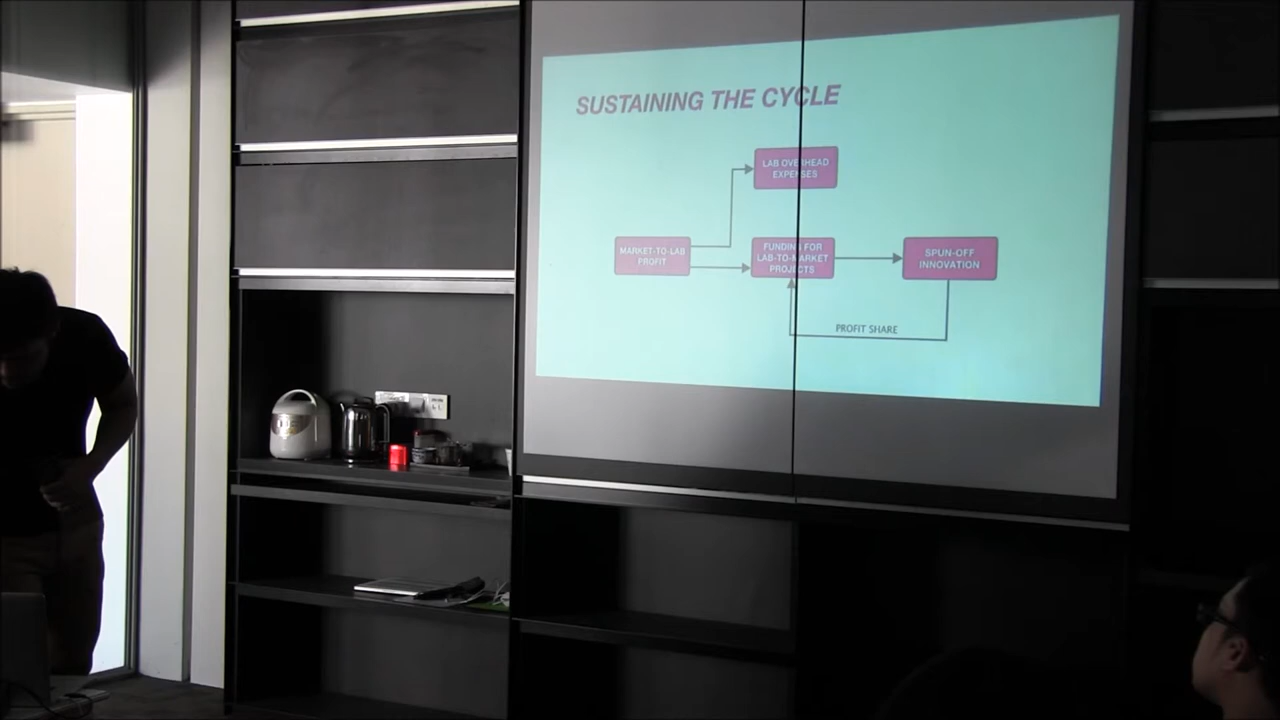 SUSTAINING THE CYCLE
LAB OVERHEAD
EXPENSES
MARKET-TO-LAB
PROFIT
FUNDING FOR
LAB-TO-MARKET
PROJECTS
SPUN-OFF
INNOVATION
PROFIT SHARE